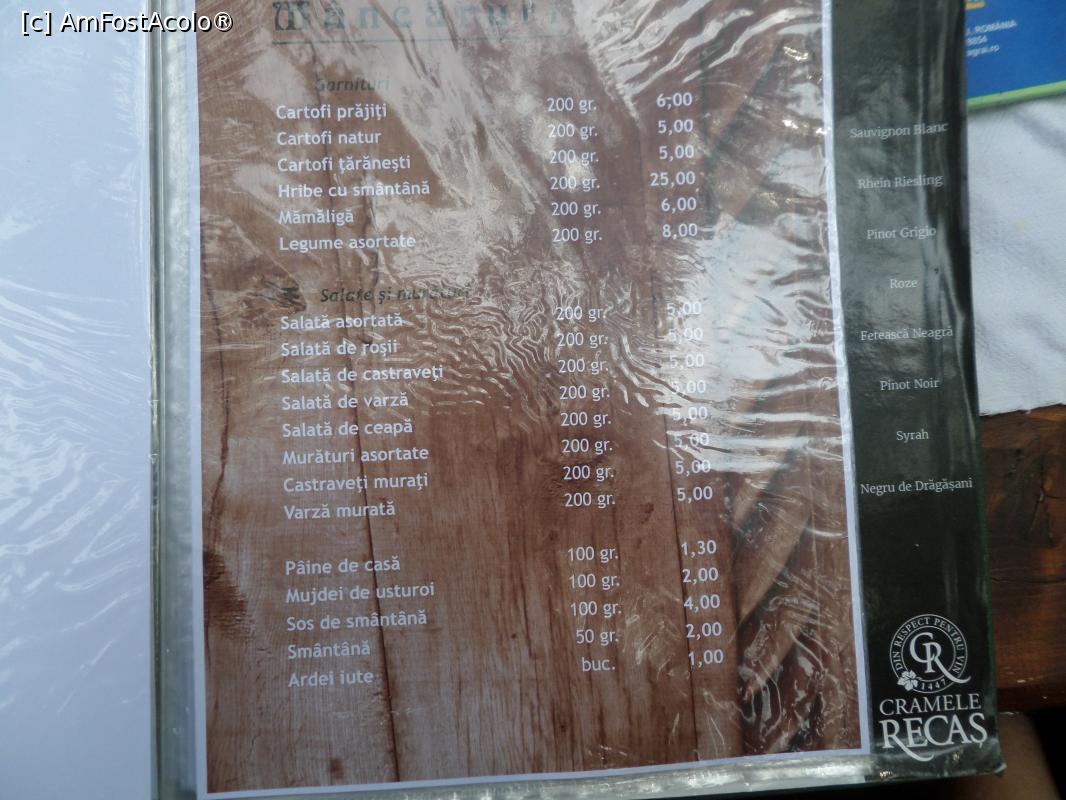 [c] AmFostAcolo®
Mâncăruri
Garnituri
Cartofi prăjiți 200 gr. 6;00
Cartofi natur 200 gr. 5,00
Cartofi țărănești 200 gr. 5,00
Hribe cu smântână 200 gr. 25,00
Mămăligă 200 gr. 6,00
Legume asortate 200 gr. 8,00
Salate și murături
Salată asortată 200 gr. 5,00
Salată de roșii 200 gr. 5,00
Salată de castraveți 200 gr. 5,00
Salată de varză 200 gr. 5,00
Salată de ceapă 200 gr. 5,00
Murături asortate 200 gr. 5,00
Castraveți murați 200 gr. 5,00
Varză murată 200 gr. 5,00
Pâine de casă 100 gr. 1,30
Mujdei de usturoi 100 gr. 2,00
Sos de smântână 100 gr. 4,00
Smântână 50 gr. 2,00
Ardei iute buc. 1,00
Sauvignon Blanc
Rhein Riesling
Pinot Grigio
Roze
Fetească Neagră
Pinot Noir
Syrah
Negru de Drăgășani
DIN RESPECT PENTRU VIN
CR
1447
CRAMELE
RECAȘ
ROMÂNIA